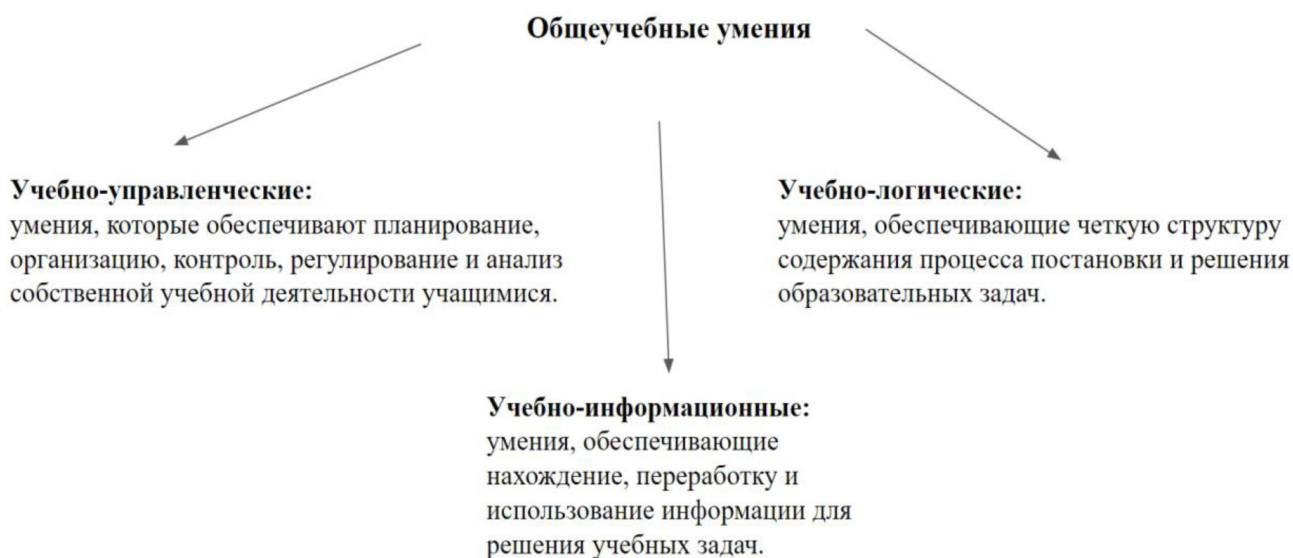 Общеучебные умения
Учебно-управленческие:
умения, которые обеспечивают планирование,
организацию, контроль, регулирование и анализ
собственной учебной деятельности учащимися.
Учебно-логические:
умения, обеспечивающие четкую структуру
содержания процесса постановки и решения
образовательных задач.
Учебно-информационные:
умения, обеспечивающие
нахождение, переработку и
использование информации для
решения учебных задач.